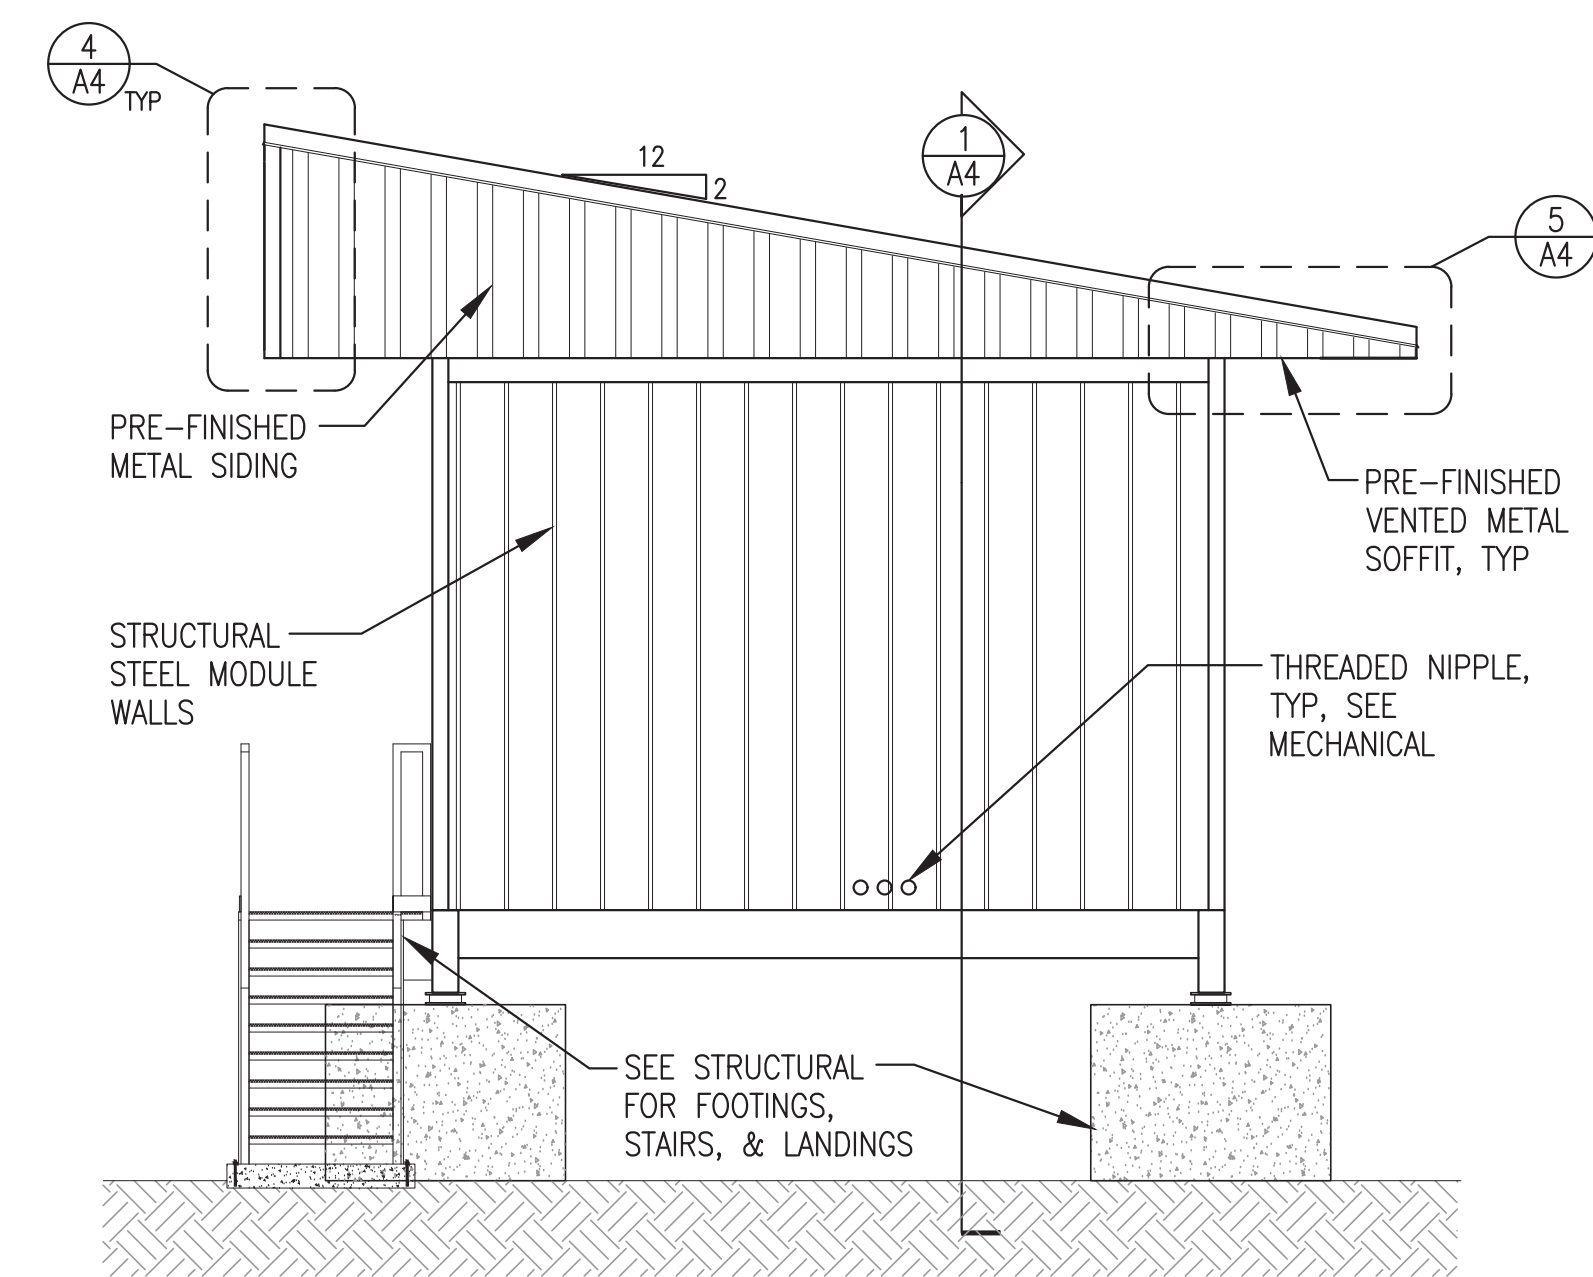 4
A4
TYP
12
2
1
A4
5
A4
PRE-FINISHED
METAL SIDING
PRE-FINISHED
VENTED METAL
SOFFIT, TYP
STRUCTURAL
STEEL MODULE
WALLS
THREADED NIPPLE,
TYP, SEE
MECHANICAL
SEE STRUCTURAL
FOR FOOTINGS,
STAIRS, & LANDINGS